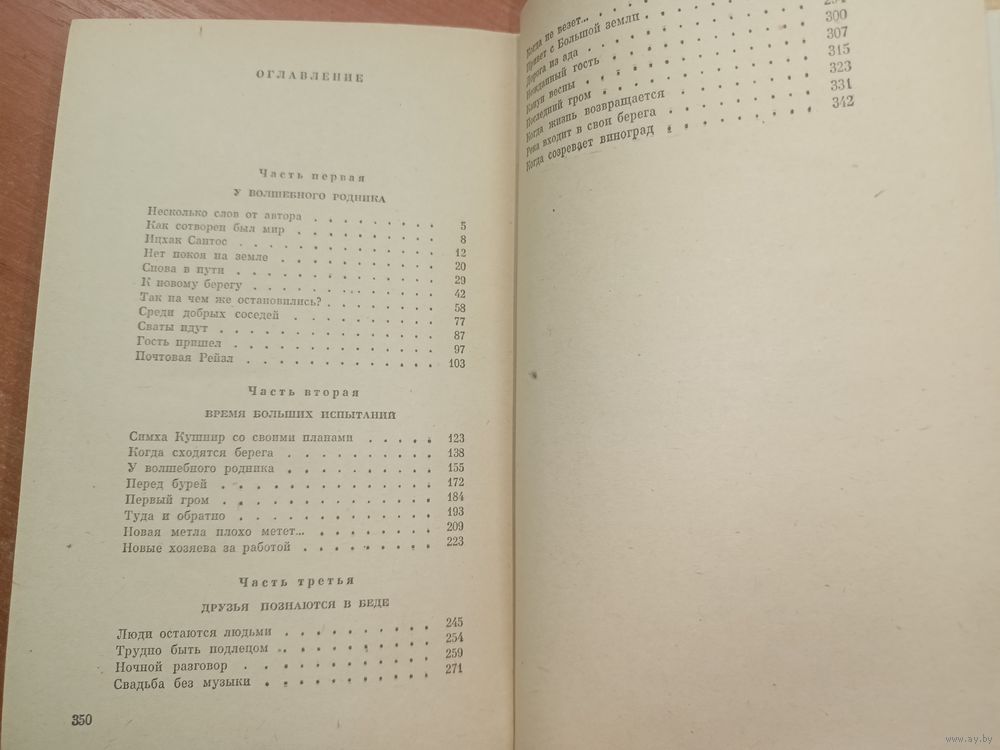 ОГЛАВЛЕНИЕ
Часть первая
У ВОЛШЕБНОГО РОДНИКА
Несколько слов от автора . . . . . . . . 5
Как сотворен был мир . . . . . . . . . 8
Ицхак Сантос . . . . . . . . . . . 12
Нет покоя на земле . . . . . . . . . 20
Снова в пути . . . . . . . . . . . 29
К новому берегу . . . . . . . . . . 42
Так на чем же остановились? . . . . . . . 58
Среди добрых соседей . . . . . . . . . 77
Сваты идут . . . . . . . . . . . . 87
Гость пришел . . . . . . . . . . . 97
Почтовая Рейзл . . . . . . . . . . . 103
Часть вторая
ВРЕМЯ БОЛЬШИХ ИСПЫТАНИЙ
Симха Кушнир со своими планами . . . . . 123
Когда сходятся берега . . . . . . . . . 138
У волшебного родника . . . . . . . . . 155
Перед бурей . . . . . . . . . . . . 172
Первый гром . . . . . . . . . . . . 184
Туда и обратно . . . . . . . . . . . 193
Новая метла плохо метет... . . . . . . . . 209
Новые хозяева за работой . . . . . . . . 223
Часть третья
ДРУЗЬЯ ПОЗНАЮТСЯ В БЕДЕ
Люди остаются людьми . . . . . . . . . 245
Трудно быть подлецом . . . . . . . . . 254
Ночной разговор . . . . . . . . . . 259
Свадьба без музыки . . . . . . . . . . 271
350
Когда не везет...
Привет с Большой земли
Дорога из ада . . . . . . . . . 300
Нежданный гость . . . . . . . . . 307
Канун весны . . . . . . . . . 315
Последний гром . . . . . . . . . 323
Когда жизнь возвращается . . . . . . . .
Река входит в свои берега . . . . . . . . 331
Когда созревает виноград . . . . . . . . 342
www.ay.by